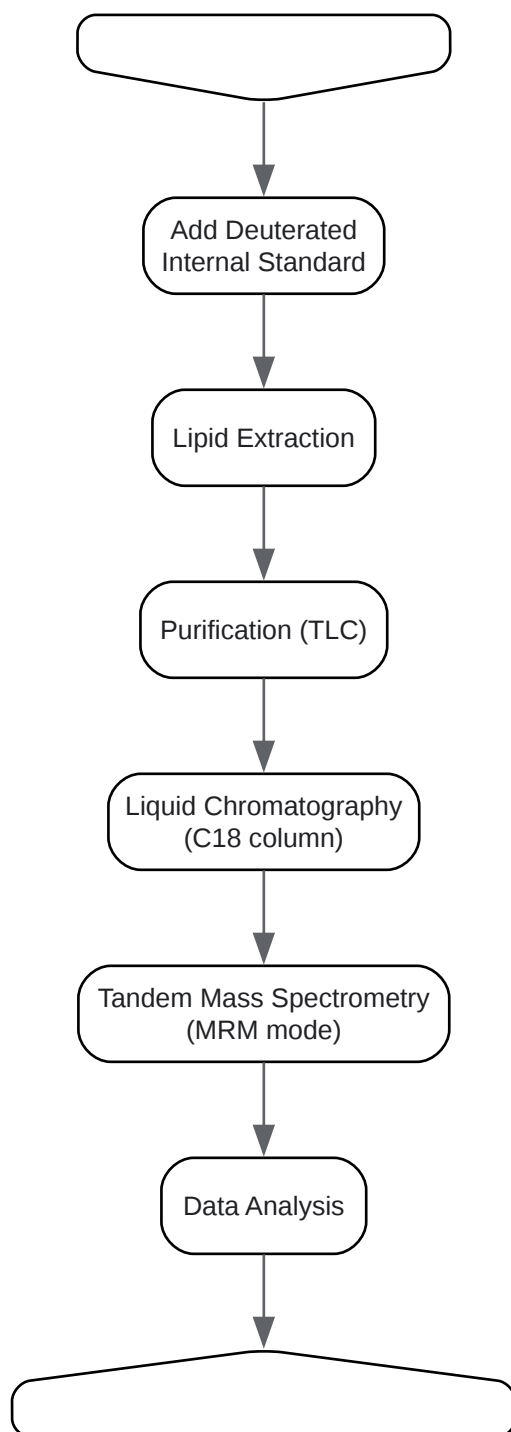 Add Deuterated
Internal Standard
Lipid Extraction
Purification (TLC)
Liquid Chromatography
(C18 column)
Tandem Mass Spectrometry
(MRM mode)
Data Analysis